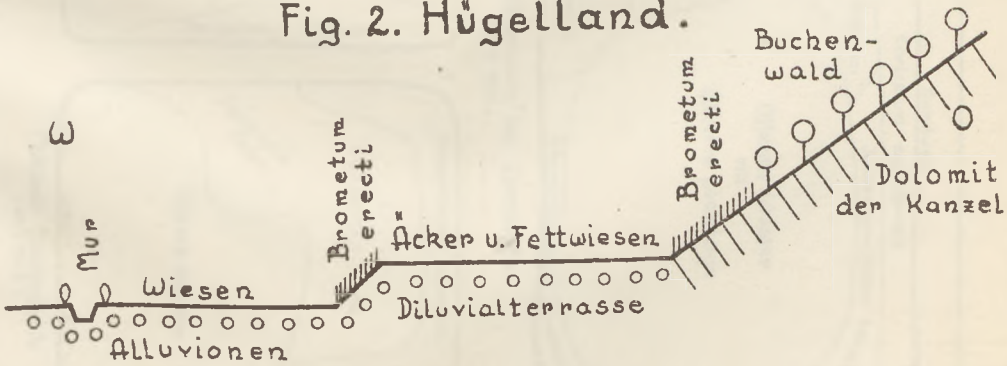 Fig. 2. Hügelland.
Buchen-
wald
ω
O
Brometum
erecti
Brometum
erecti
Dolomit
der Kanzel
Mur
Äcker u. Fettwiesen
Wiesen
Diluvialterrasse
Alluvionen